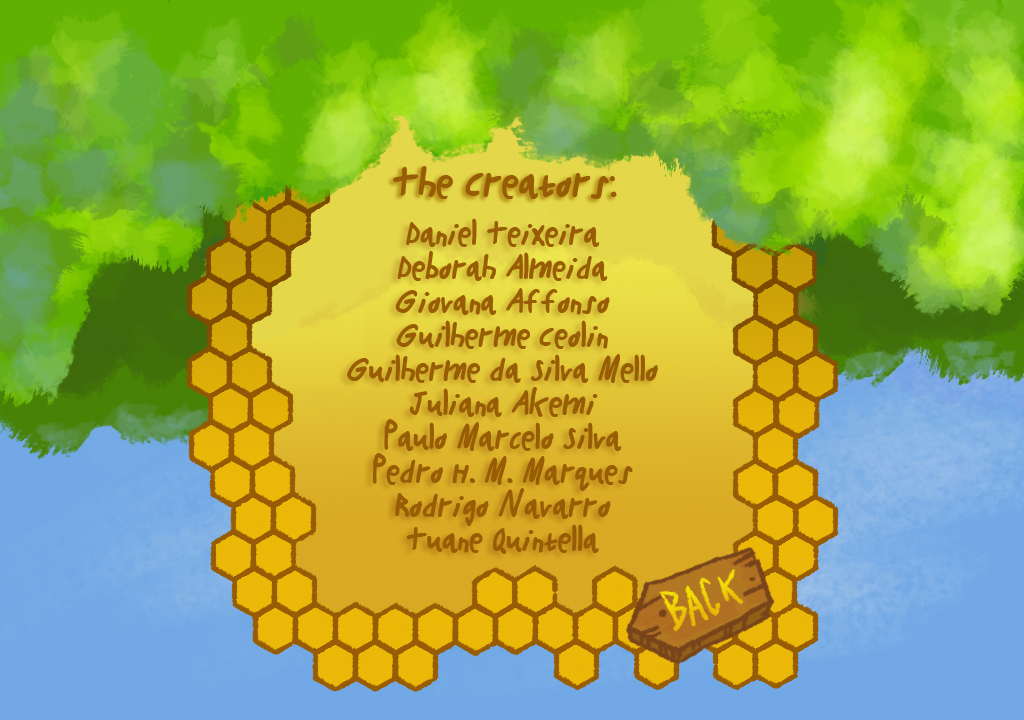 The Creators:
Daniel Teixeira
Deborah Almeida
Giovana Affonso
Guilherme Ceolin
Guilherme da Silva Mello
Juliana Akemi
Paulo Marcelo Silva
Pedro H. M. Marques
Rodrigo Navarro
Tuane Quintella
BACK